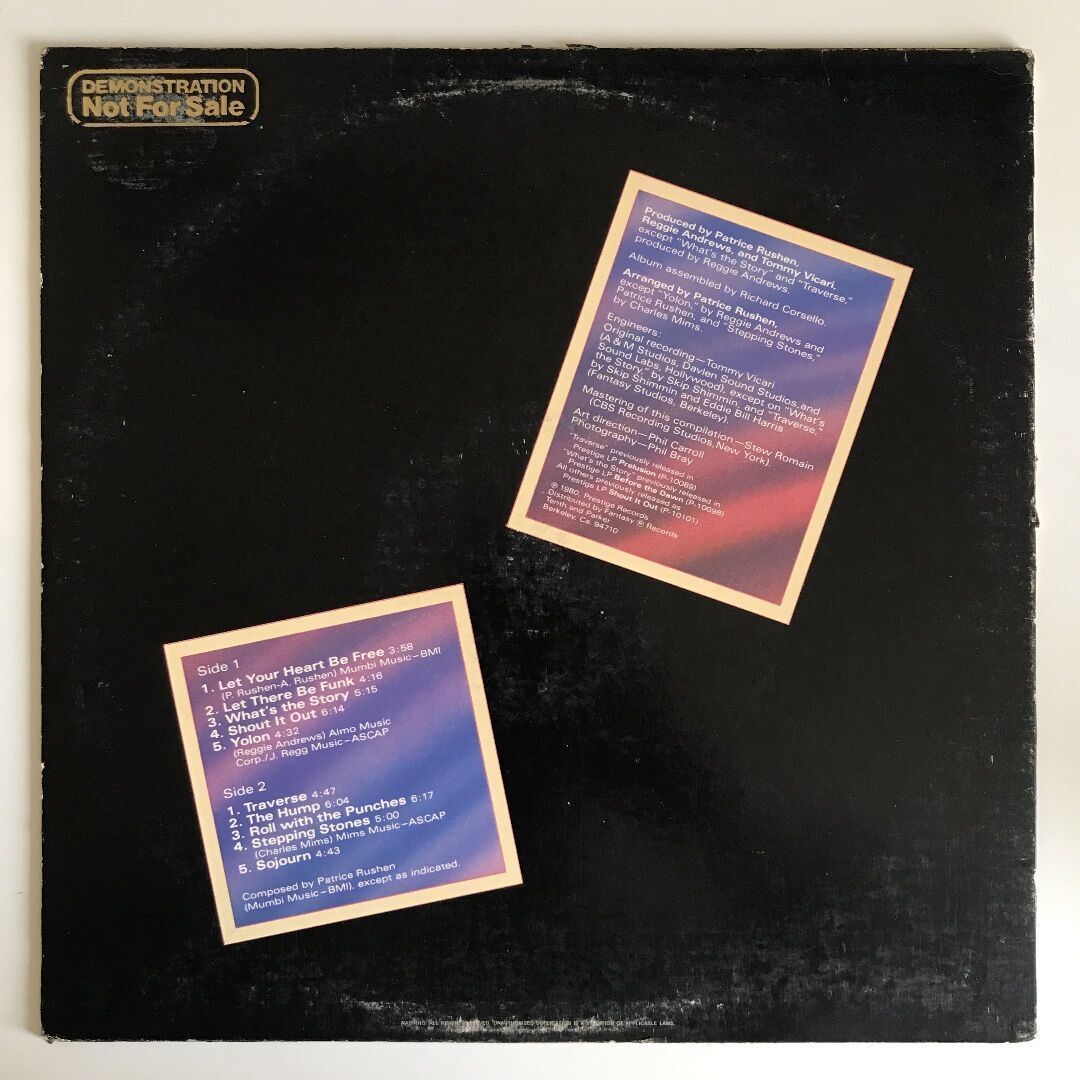 DEMONSTRATION
Not For Sale
Produced by Patrice Rushen,
Reggie Andrews, and Tommy Vicari,
except "What's the Story" and "Traverse,"
produced by Reggie Andrews.
Album assembled by Richard Corsello.
Arranged by Patrice Rushen,
except "Yolon," by Reggie Andrews and
Patrice Rushen, and "Stepping Stones,"
by Charles Mims.
Engineers:
Original recording—Tommy Vicari
(A & M Studios, Davlen Sound Studios, and
Sound Labs, Hollywood), except on "What's
the Story," by Skip Shimmin, and "Traverse,"
by Skip Shimmin and Eddie Bill Harris
(Fantasy Studios, Berkeley).
Mastering of this compilation—Stew Romain
(CBS Recording Studios, New York).
Art direction—Phil Carroll
Photography—Phil Bray
"Traverse" previously released in
Prestige LP Prelusion (P-10089)
"What's the Story" previously released in
Prestige LP Before the Dawn (P-10098)
All others previously released as
Prestige LP Shout It Out (P-10101)
℗ 1980, Prestige Records
Distributed by Fantasy ® Records
Tenth and Parker
Berkeley, Ca. 94710
Side 1
1. Let Your Heart Be Free 3:58
(P. Rushen-A. Rushen) Mumbi Music—BMI
2. Let There Be Funk 4:16
3. What's the Story 5:15
4. Shout It Out 6:14
5. Yolon 4:32
(Reggie Andrews) Almo Music
Corp./J. Regg Music—ASCAP
Side 2
1. Traverse 4:47
2. The Hump 6:04
3. Roll with the Punches 6:17
4. Stepping Stones 5:00
(Charles Mims) Mims Music—ASCAP
5. Sojourn 4:43
Composed by Patrice Rushen
(Mumbi Music—BMI), except as indicated.
WARNING: ALL RIGHTS RESERVED. UNAUTHORIZED DUPLICATION IS A VIOLATION OF APPLICABLE LAWS.